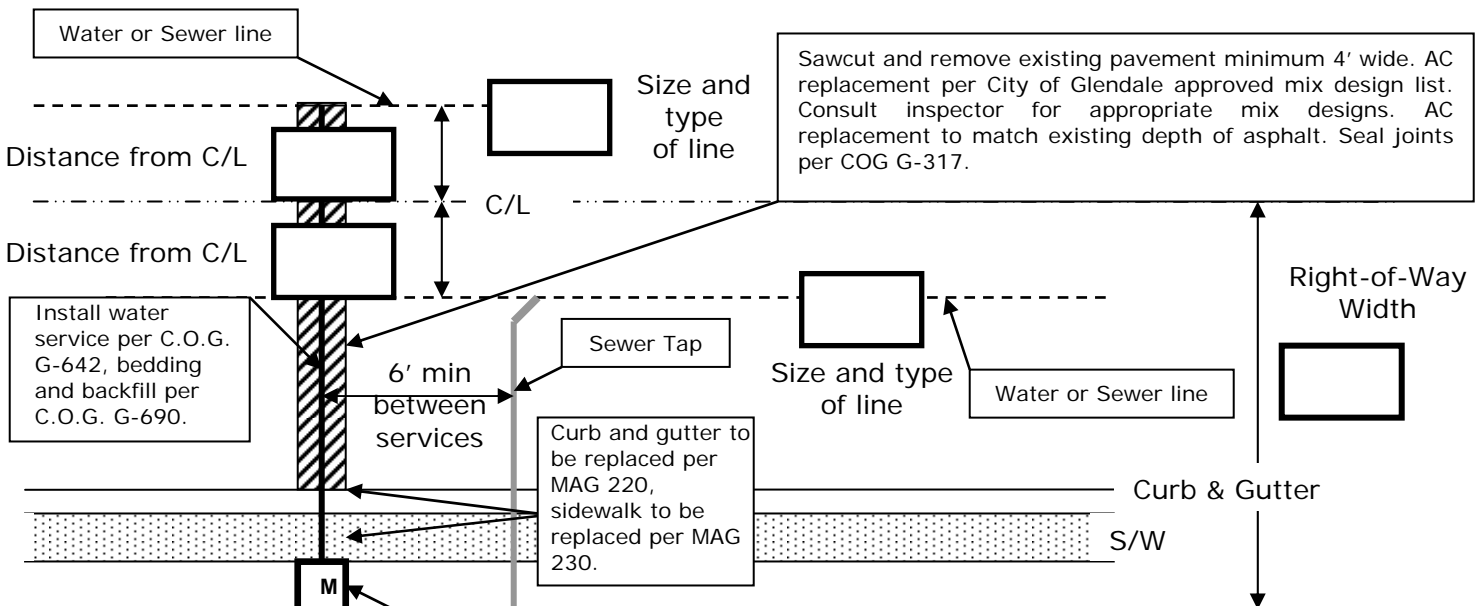 Water or Sewer line
Sawcut and remove existing pavement minimum 4’ wide. AC
replacement per City of Glendale approved mix design list.
Consult inspector for appropriate mix designs. AC
replacement to match existing depth of asphalt. Seal joints
per COG G-317.
Size and
type
of line
Distance from C/L
C/L
Distance from C/L
Right-of-Way
Width
Install water
service per C.O.G.
G-642, bedding
and backfill per
C.O.G. G-690.
Sewer Tap
6’ min
between
services
Size and type
of line
Water or Sewer line
Curb and gutter to
be replaced per
MAG 220,
sidewalk to be
replaced per MAG
230.
Curb & Gutter
S/W
M